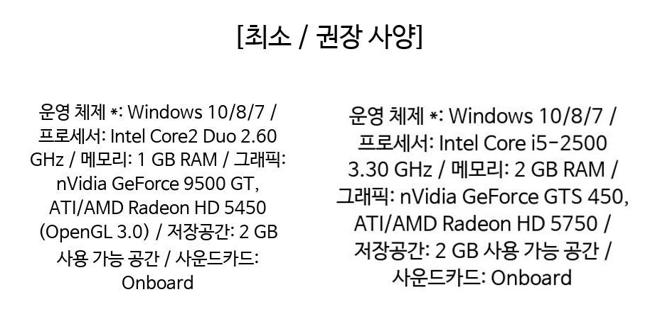 [최소 / 권장 사양]
운영 체제 *: Windows 10/8/7 /
프로세서: Intel Core2 Duo 2.60
GHz / 메모리: 1 GB RAM / 그래픽:
nVidia GeForce 9500 GT,
ATI/AMD Radeon HD 5450
(OpenGL 3.0) / 저장공간: 2 GB
사용 가능 공간 / 사운드카드:
Onboard
운영 체제 *: Windows 10/8/7 /
프로세서: Intel Core i5-2500
3.30 GHz / 메모리: 2 GB RAM /
그래픽: nVidia GeForce GTS 450,
ATI/AMD Radeon HD 5750 /
저장공간: 2 GB 사용 가능 공간 /
사운드카드: Onboard